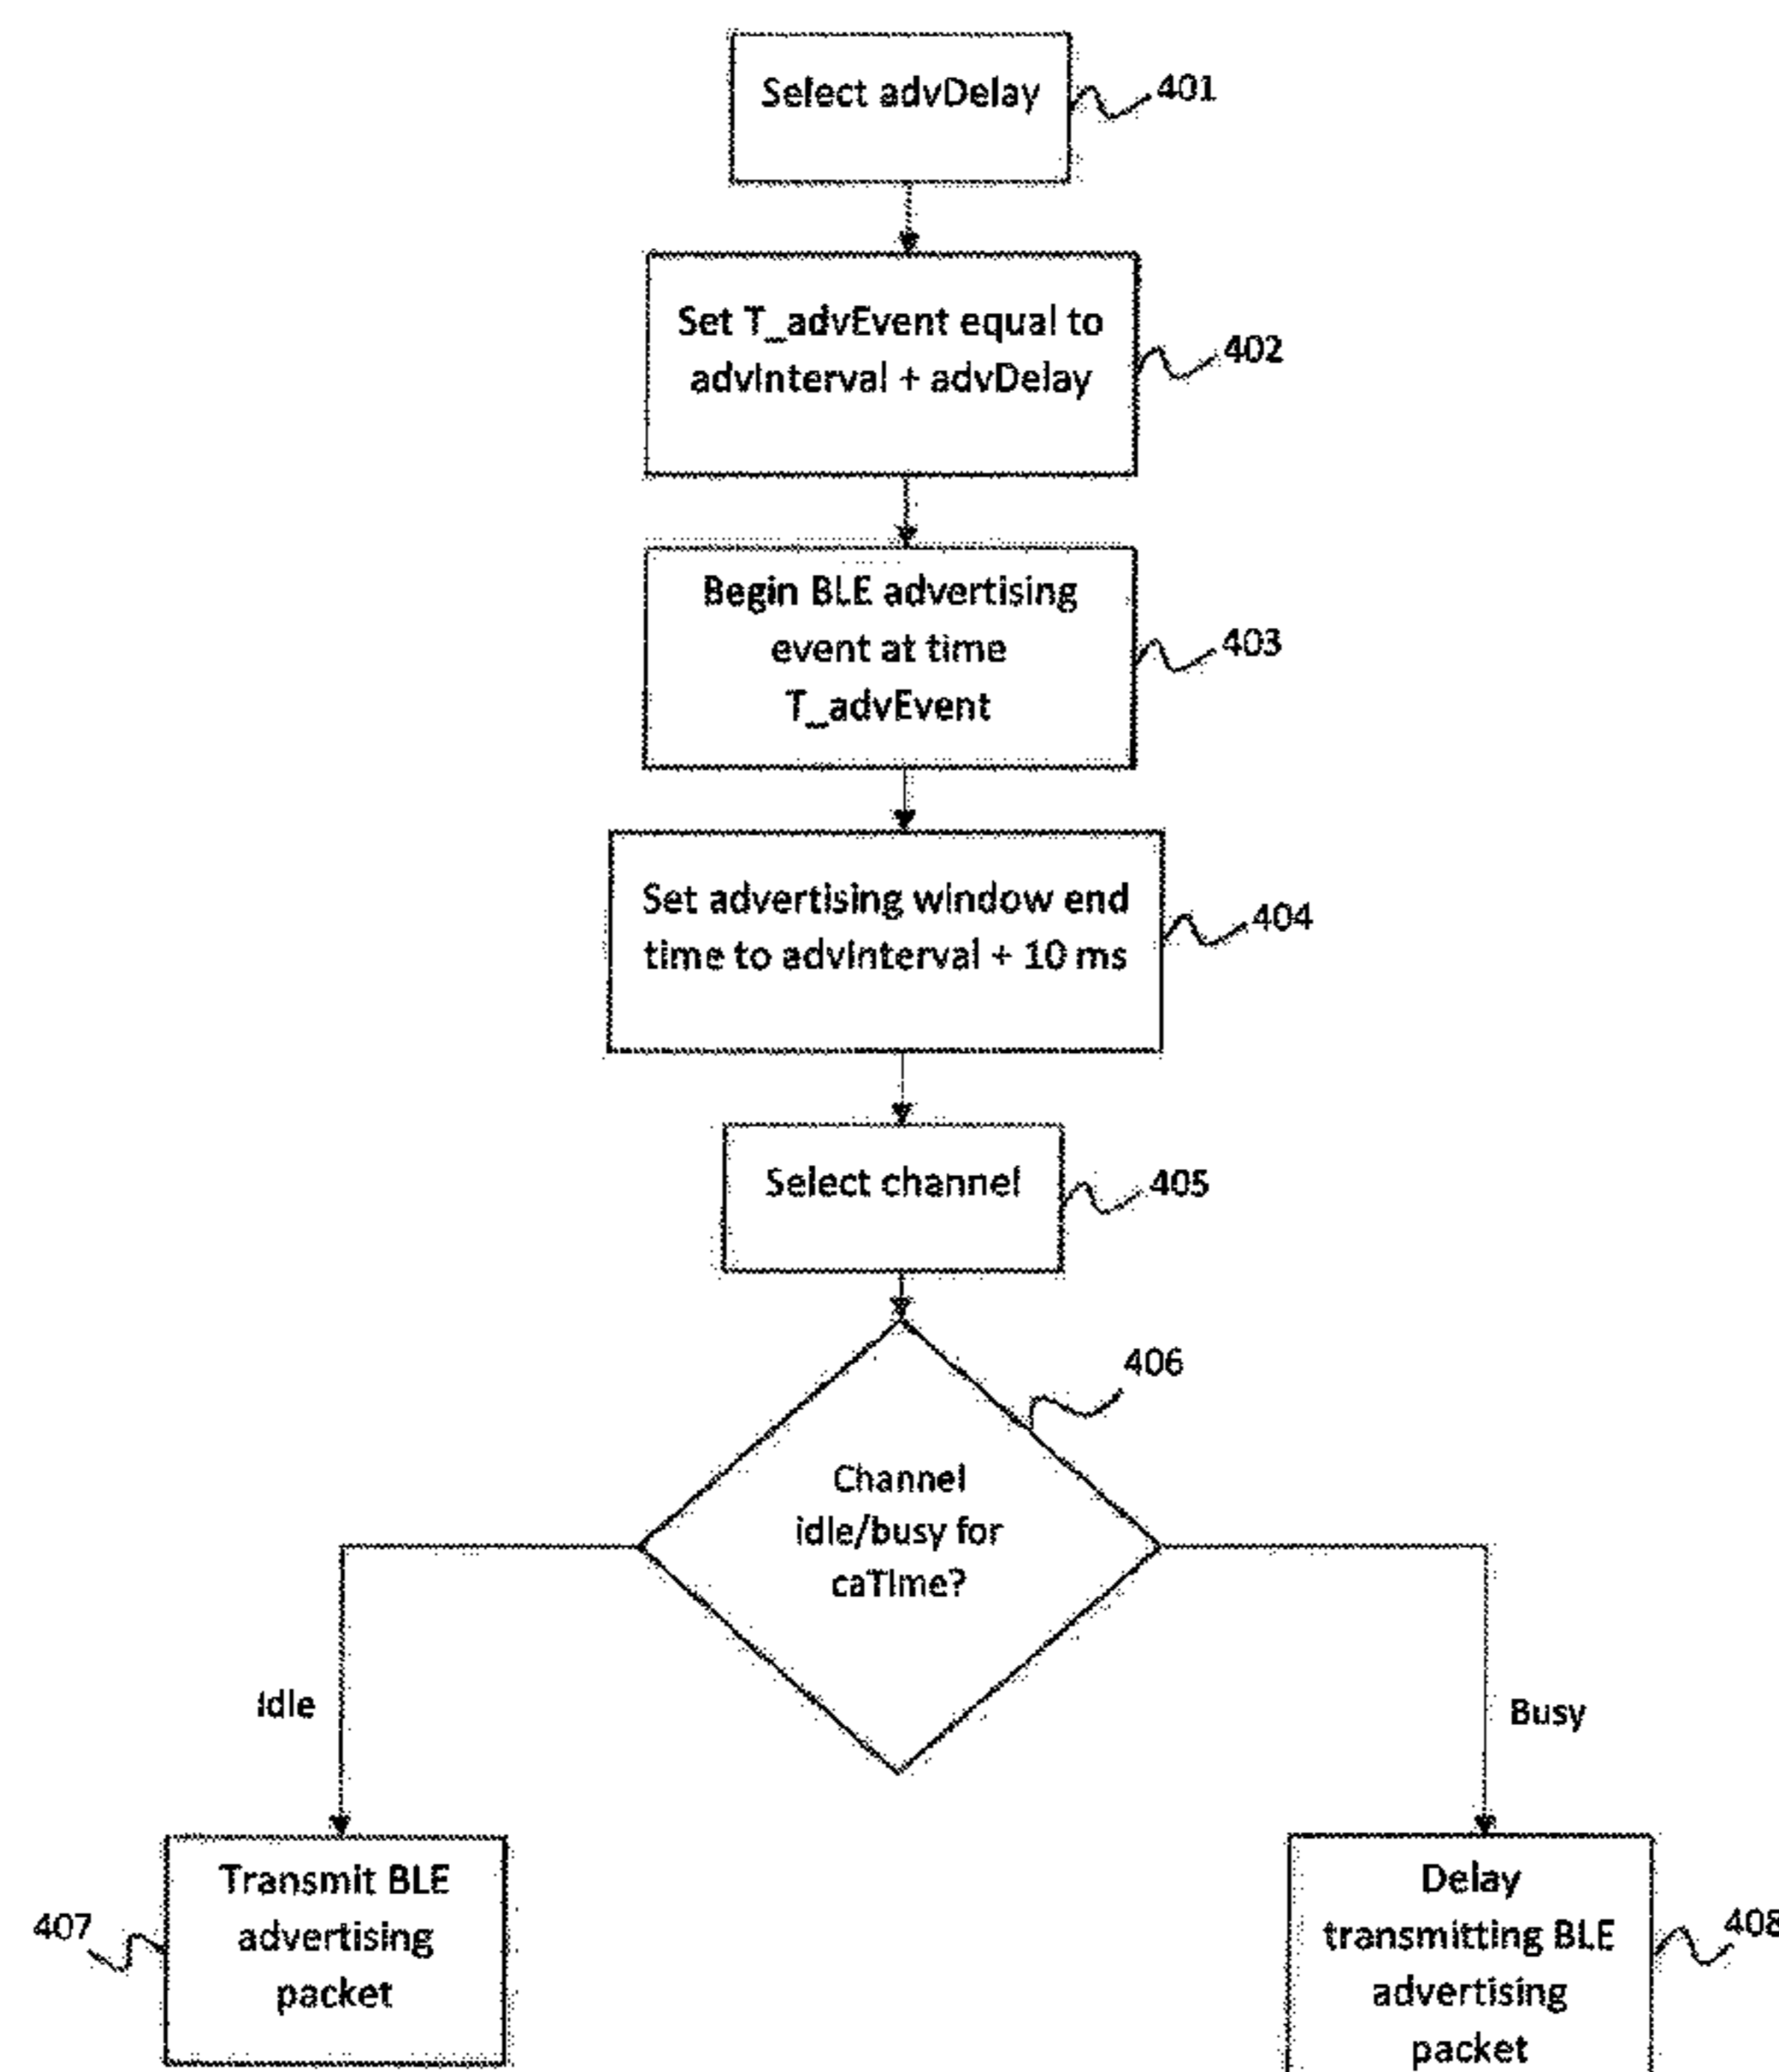 Select advDelay
401
Set T_advEvent equal to
advInterval + advDelay
402
Begin BLE advertising
event at time
T_advEvent
403
Set advertising window end
time to advInterval + 10 ms
404
Select channel
405
406
Channel
idle/busy for
caTime?
Idle
Busy
Transmit BLE
advertising
packet
407
Delay
transmitting BLE
advertising
packet
408